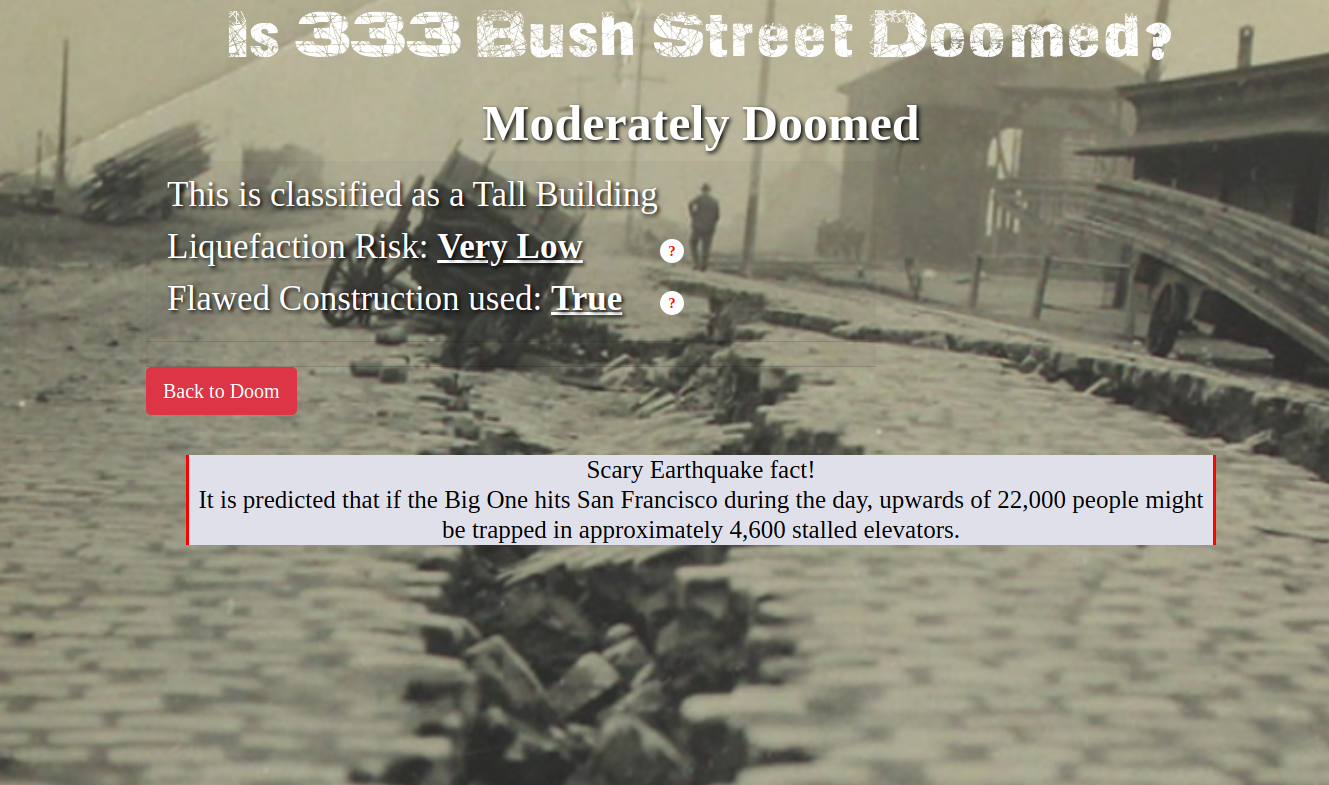 Is 333 Bush Street Doomed?
Moderately Doomed
This is classified as a Tall Building
Liquefaction Risk: Very Low ?
Flawed Construction used: True ?
Back to Doom
Scary Earthquake fact!
It is predicted that if the Big One hits San Francisco during the day, upwards of 22,000 people might
be trapped in approximately 4,600 stalled elevators.